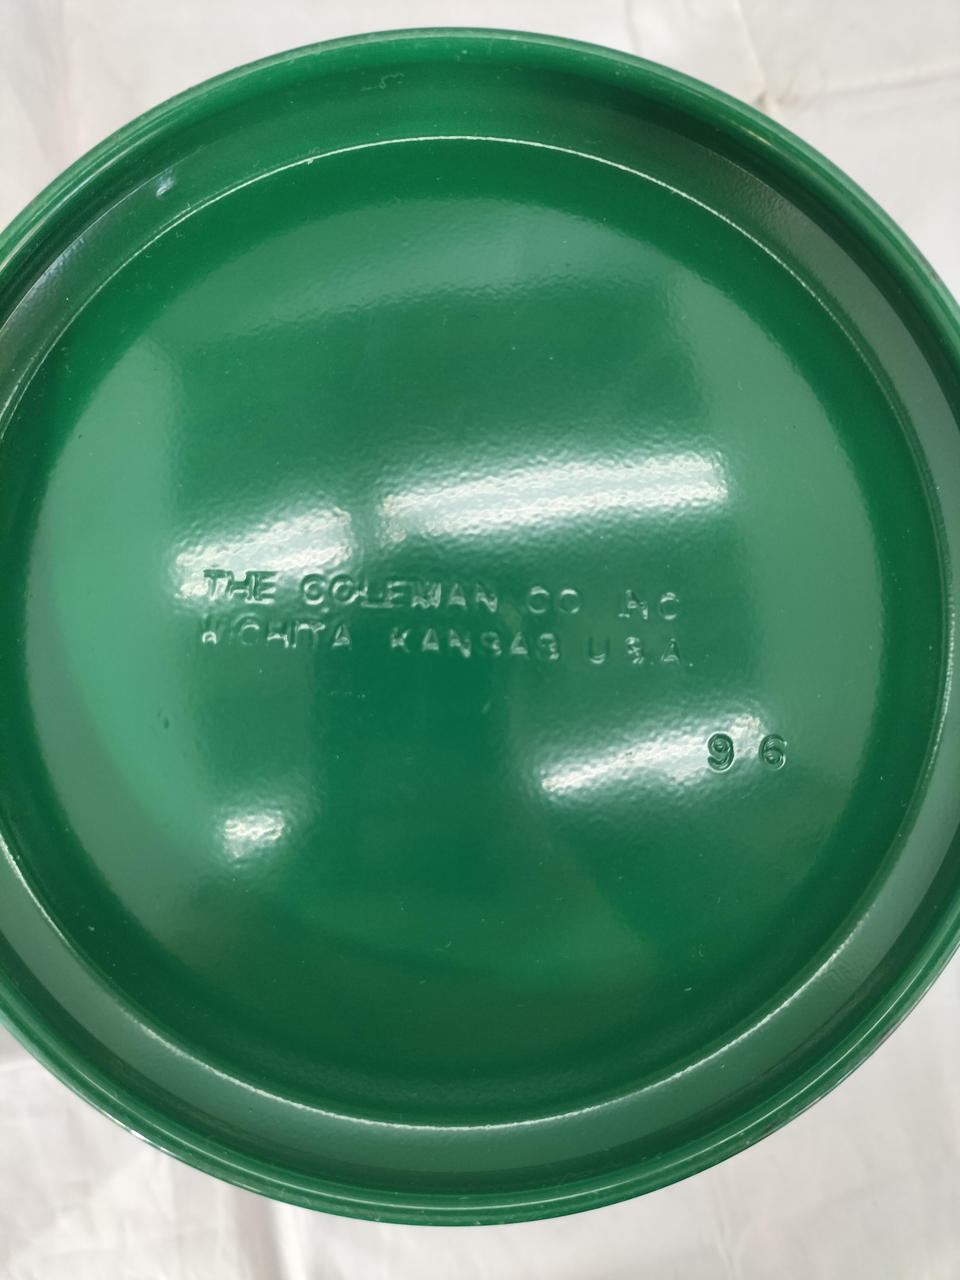 THE COLEMAN CO INC
WICHITA KANSAS U.S.A.
9 6